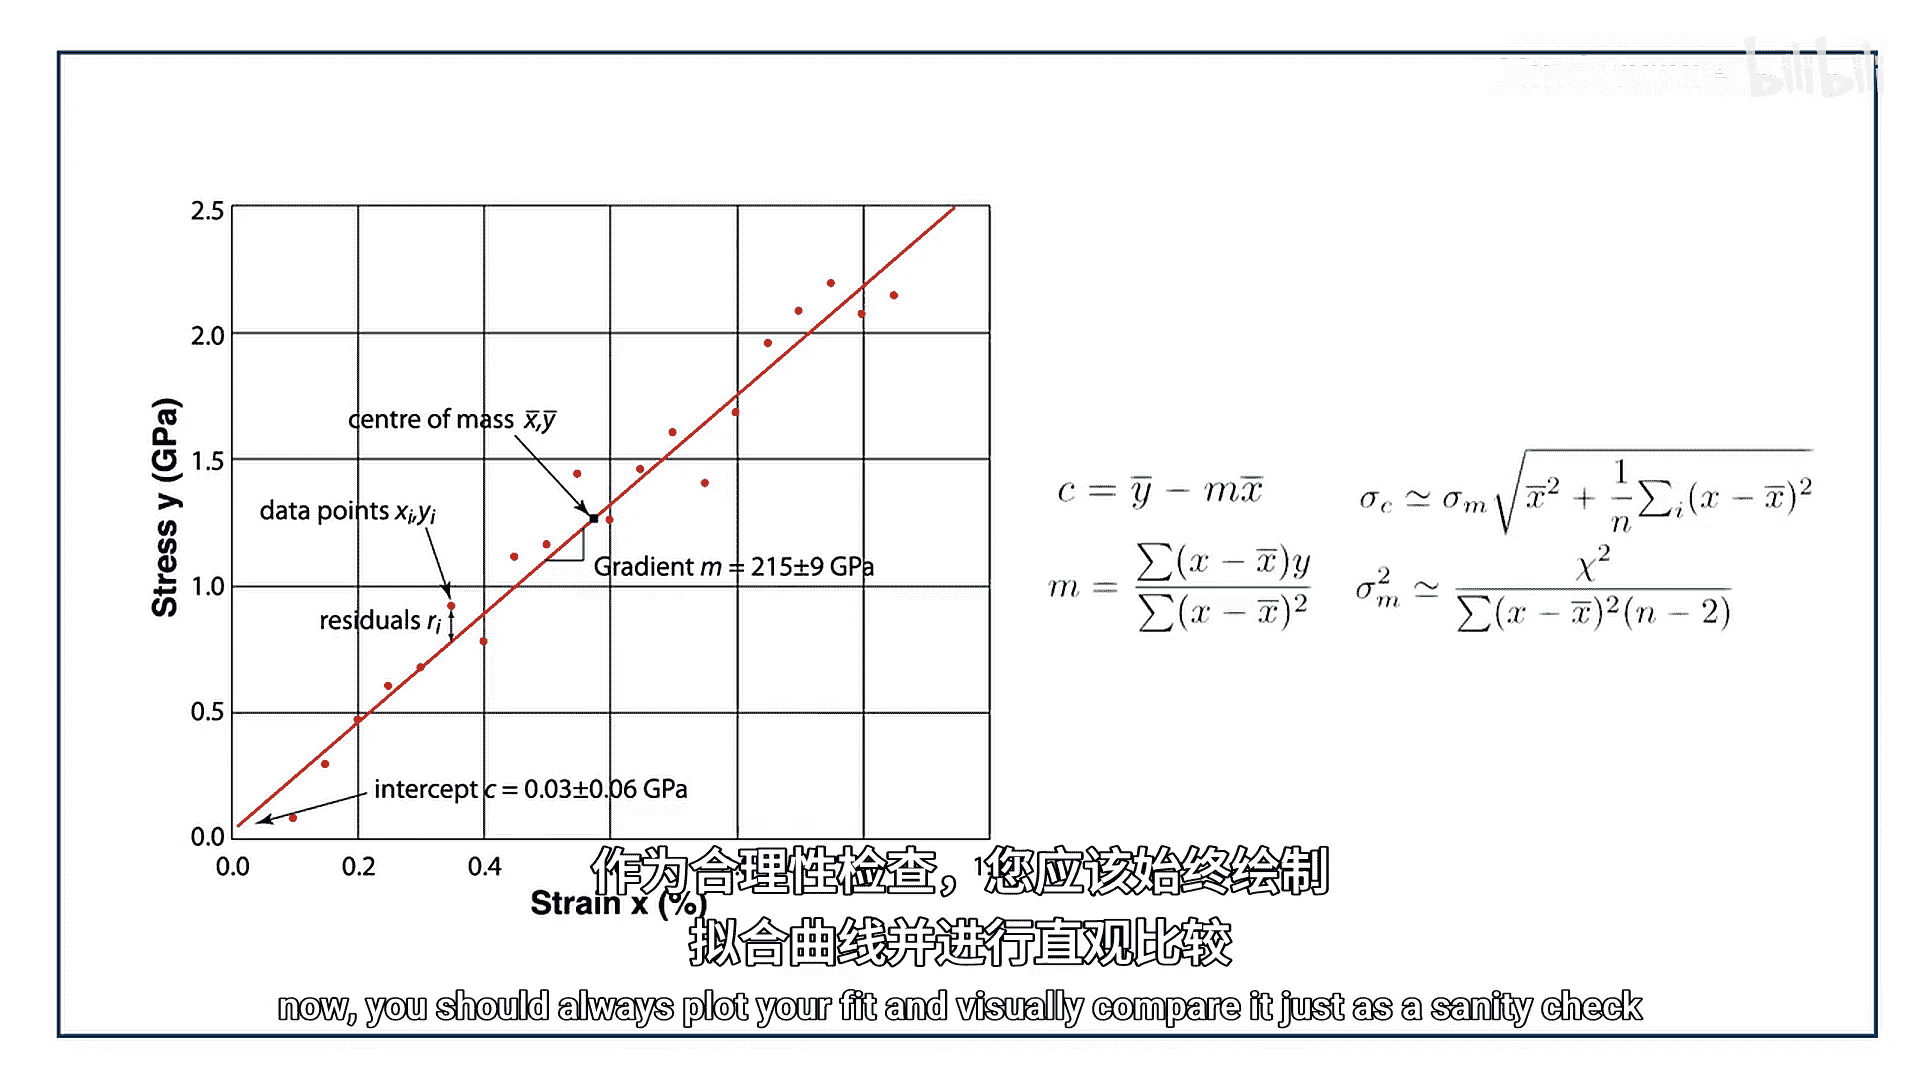 bilibili
2.5
2.0
1.5
1.0
0.5
0.0
0.0
0.2
0.4
Stress y (GPa)
Strain x (%)
centre of mass x̅,y̅
data points xᵢ,yᵢ
residuals rᵢ
Gradient m = 215±9 GPa
intercept c = 0.03±0.06 GPa
c = y̅ − mx̅
σ_c ≃ σ_m √(x̅² + 1/n ∑ᵢ(x − x̅)²)
m = ∑(x − x̅)y / ∑(x − x̅)²
σ²_m ≃ χ² / ∑(x − x̅)²(n − 2)
作为合理性检查，您应该始终绘制
拟合曲线并进行直观比较
now, you should always plot your fit and visually compare it just as a sanity check